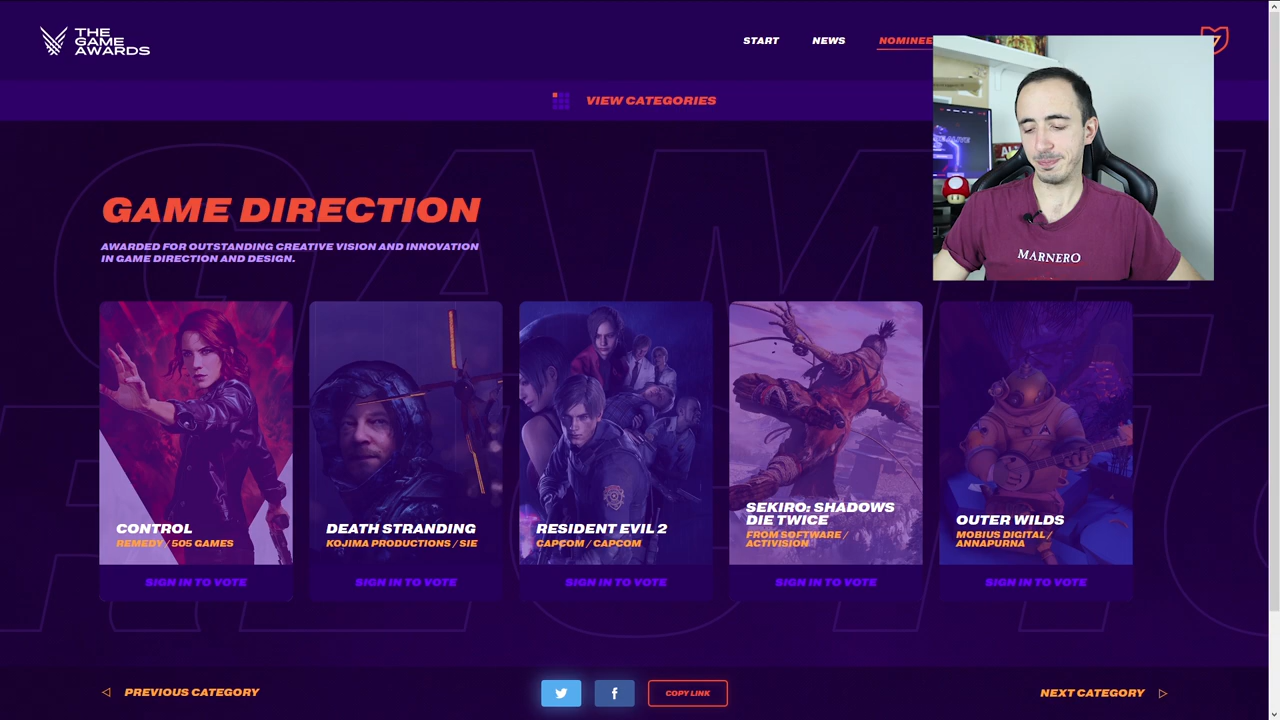 THE
GAME
AWARDS
START
NEWS
NOMINEE
VIEW CATEGORIES
GAME DIRECTION
AWARDED FOR OUTSTANDING CREATIVE VISION AND INNOVATION
IN GAME DIRECTION AND DESIGN.
MARNERO
CONTROL
REMEDY / 505 GAMES
SIGN IN TO VOTE
DEATH STRANDING
KOJIMA PRODUCTIONS / SIE
SIGN IN TO VOTE
RESIDENT EVIL 2
CAPCOM / CAPCOM
SIGN IN TO VOTE
SEKIRO: SHADOWS
DIE TWICE
FROM SOFTWARE /
ACTIVISION
SIGN IN TO VOTE
OUTER WILDS
MOBIUS DIGITAL /
ANNAPURNA
SIGN IN TO VOTE
PREVIOUS CATEGORY
COPY LINK
NEXT CATEGORY